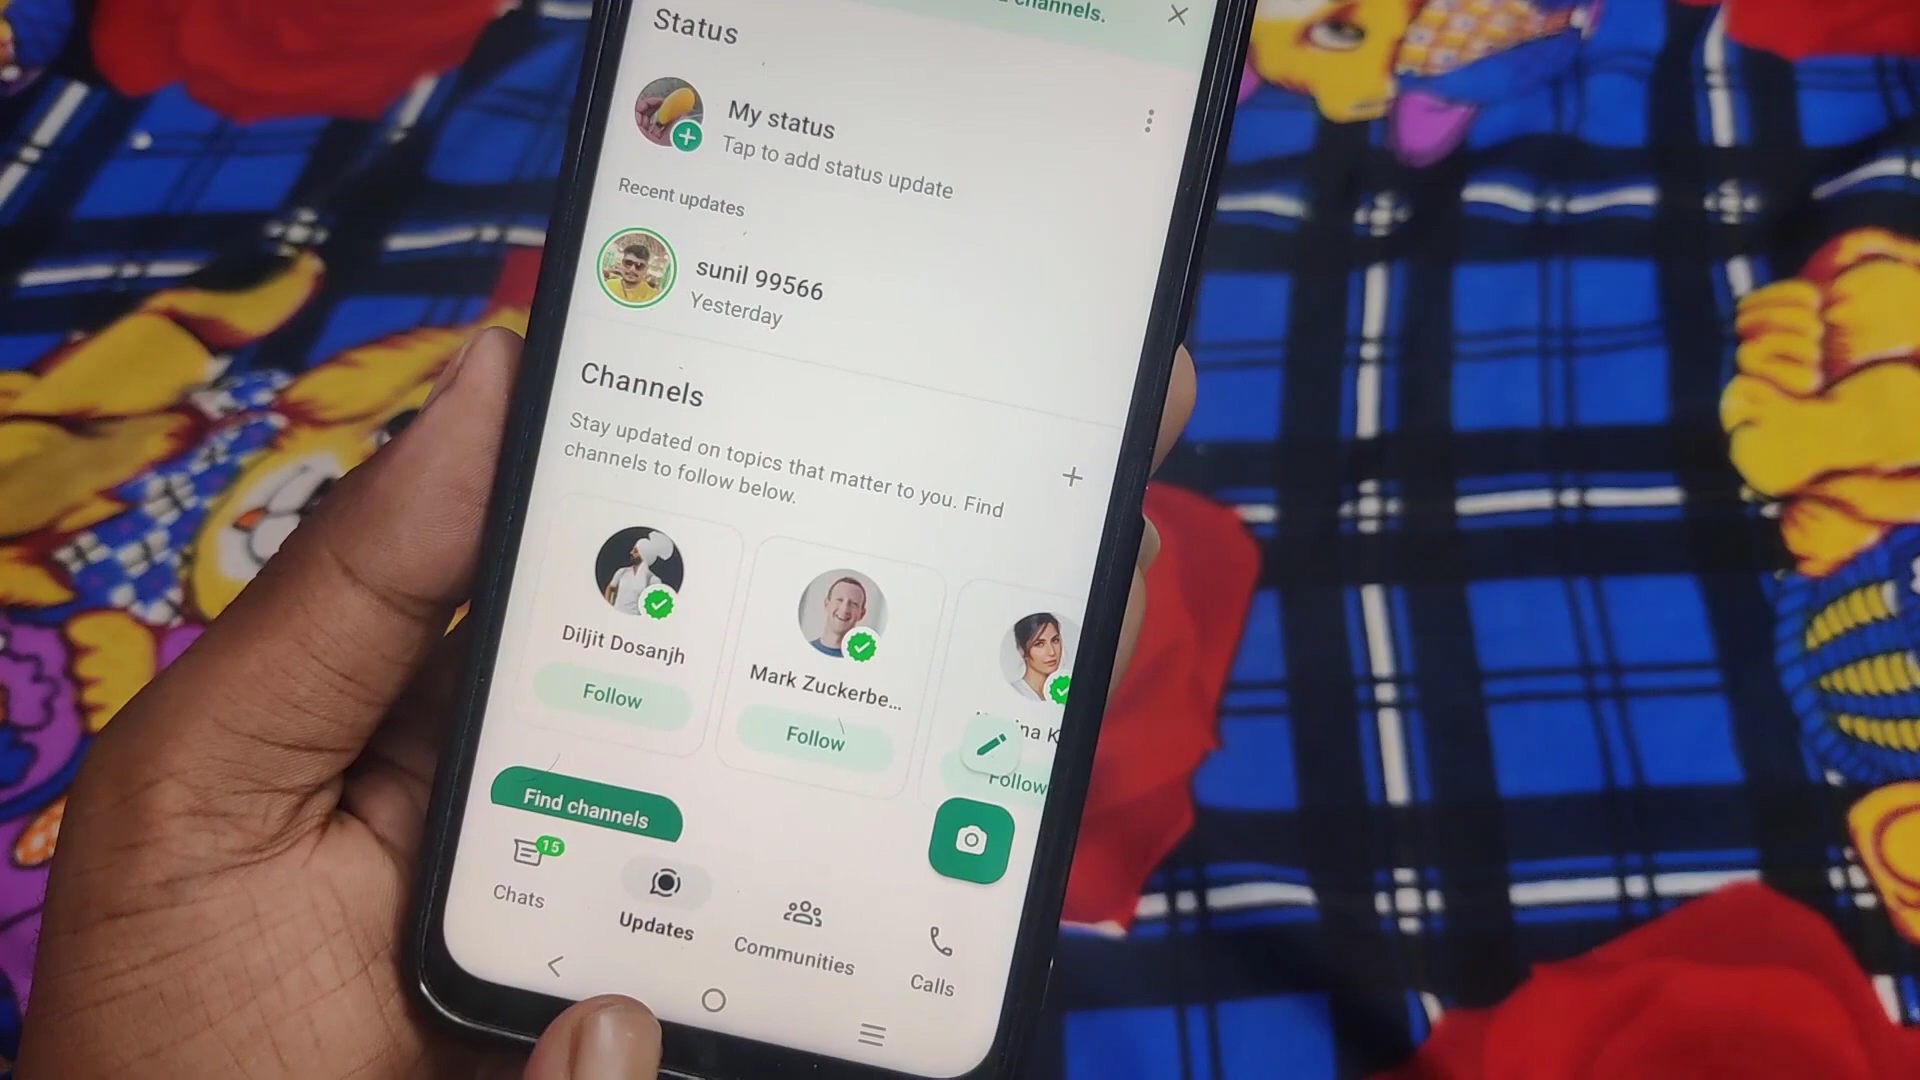 channels.
Status
My status
Tap to add status update
Recent updates
sunil 99566
Yesterday
Channels
Stay updated on topics that matter to you. Find
channels to follow below.
Diljit Dosanjh
Mark Zuckerbe...
na K
Follow
Follow
Follow
Find channels
15
Chats
Updates
Communities
Calls